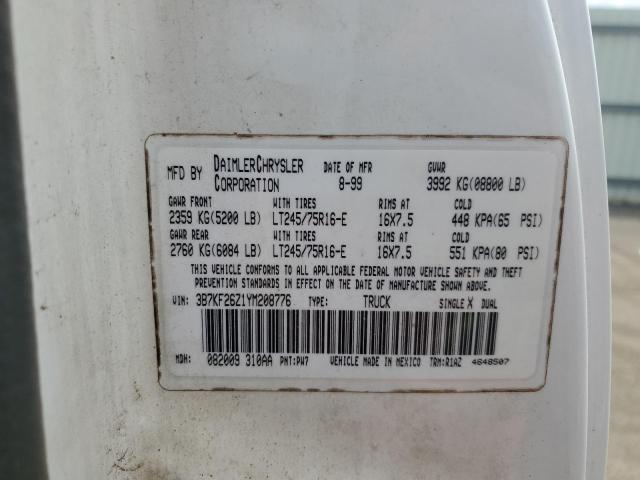 MFD BY DAIMLERCHRYSLER CORPORATION DATE OF MFR 8-99 GVWR 3992 KG(08800 LB)
GAWR FRONT WITH TIRES RIMS AT COLD
2359 KG(5200 LB) LT245/75R16-E 16X7.5 448 KPA(65 PSI)
GAWR REAR WITH TIRES RIMS AT COLD
2760 KG(6084 LB) LT245/75R16-E 16X7.5 551 KPA(80 PSI)
THIS VEHICLE CONFORMS TO ALL APPLICABLE FEDERAL MOTOR VEHICLE SAFETY AND THEFT
PREVENTION STANDARDS IN EFFECT ON THE DATE OF MANUFACTURE SHOWN ABOVE.
VIN: 3B7KF26Z1YM208776 TYPE: TRUCK SINGLE X DUAL
MDH: 082009 310AA PNT:PW7 VEHICLE MADE IN MEXICO TRM:R1AZ 4648507